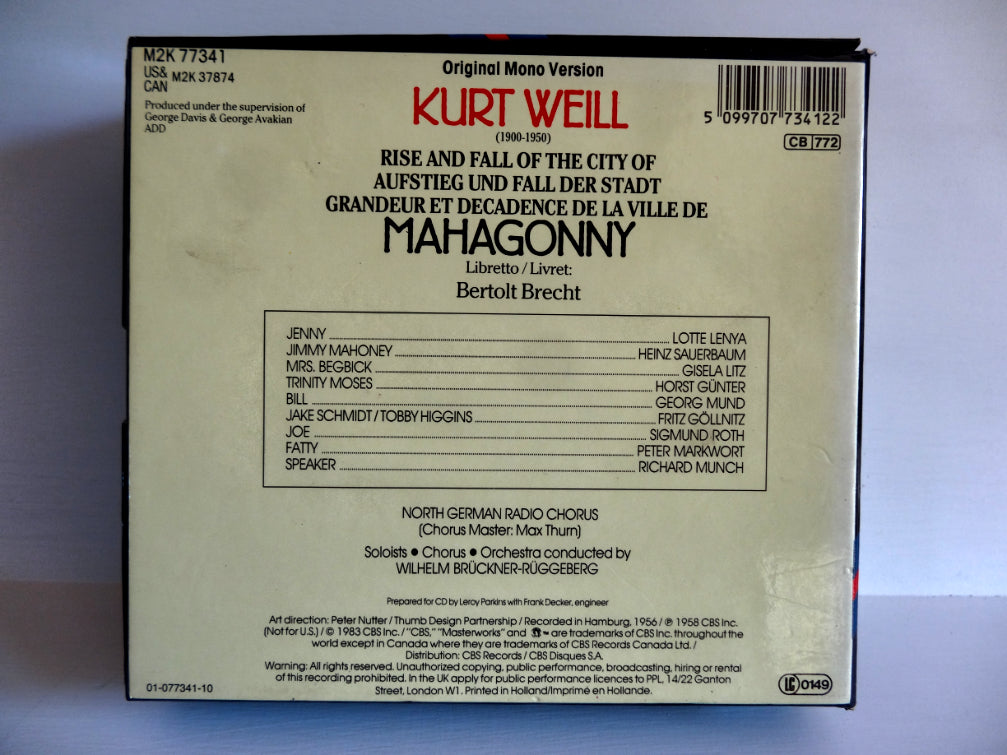 M2K 77341
US& CAN M2K 37874
Produced under the supervision of
George Davis & George Avakian
ADD
Original Mono Version
KURT WEILL
(1900-1950)
RISE AND FALL OF THE CITY OF
AUFSTIEG UND FALL DER STADT
GRANDEUR ET DECADENCE DE LA VILLE DE
MAHAGONNY
Libretto / Livret:
Bertolt Brecht
5 099707 734122
CB 772
JENNY LOTTE LENYA
JIMMY MAHONEY HEINZ SAUERBAUM
MRS. BEGBICK GISELA LITZ
TRINITY MOSES HORST GÜNTER
BILL GEORG MUND
JAKE SCHMIDT / TOBBY HIGGINS FRITZ GÖLLNITZ
JOE SIGMUND ROTH
FATTY PETER MARKWORT
SPEAKER RICHARD MUNCH
NORTH GERMAN RADIO CHORUS
(Chorus Master: Max Thurn)
Soloists • Chorus • Orchestra conducted by
WILHELM BRÜCKNER-RÜGGEBERG
Prepared for CD by Leroy Parkins with Frank Decker, engineer
Art direction: Peter Nutter / Thumb Design Partnership / Recorded in Hamburg, 1956 / ℗ 1958 CBS Inc.
(Not for U.S.) / © 1983 CBS Inc. / "CBS," "Masterworks" and are trademarks of CBS Inc. throughout the
world except in Canada where they are trademarks of CBS Records Canada Ltd. /
Distribution: CBS Records / CBS Disques S.A.
Warning: All rights reserved. Unauthorized copying, public performance, broadcasting, hiring or rental
of this recording prohibited. In the UK apply for public performance licences to PPL, 14/22 Ganton
Street, London W1. Printed in Holland/Imprimé en Hollande.
01-077341-10
LC 0149